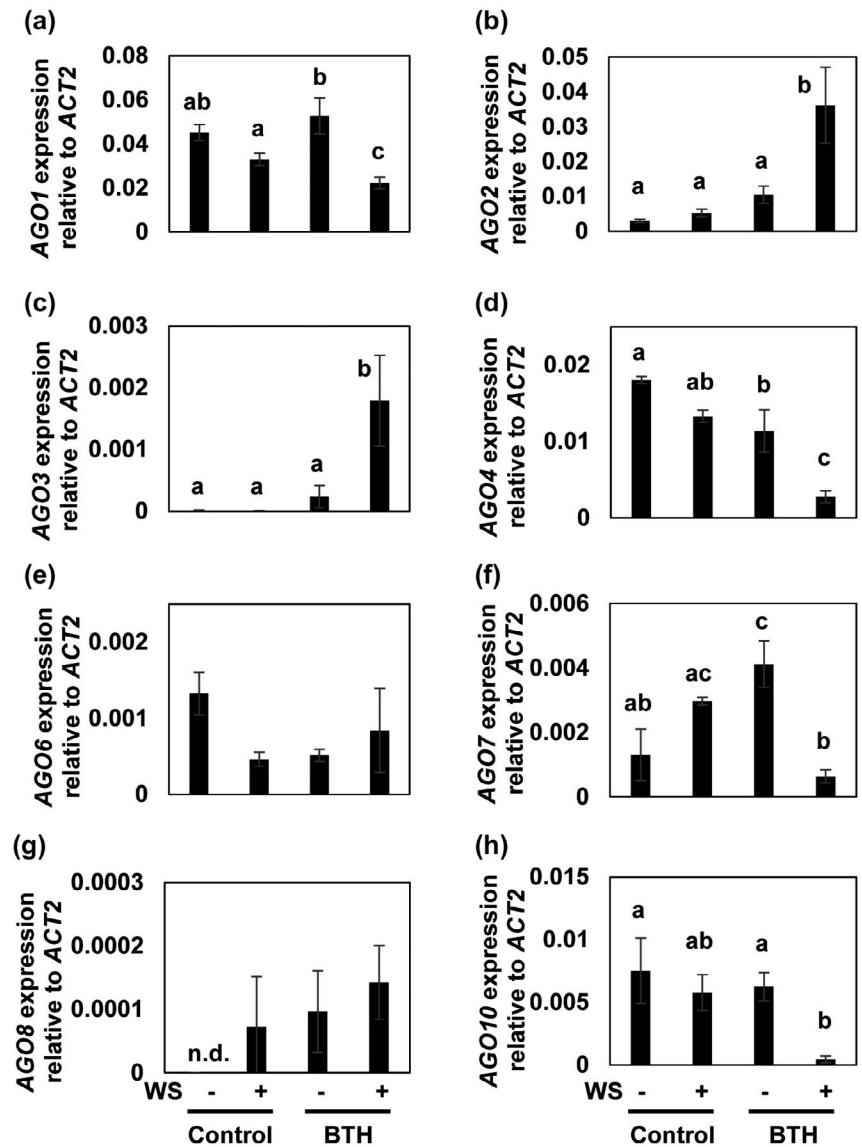 (a)
AGO1 expression
relative to ACT2
0.08
0.06
0.04
0.02
0
ab
a
b
c
(b)
AGO2 expression
relative to ACT2
0.05
0.04
0.03
0.02
0.01
0
a
a
a
b
(c)
AGO3 expression
relative to ACT2
0.003
0.002
0.001
0
a
a
a
b
(d)
AGO4 expression
relative to ACT2
0.02
0.01
0
a
ab
b
c
(e)
AGO6 expression
relative to ACT2
0.002
0.001
0
(f)
AGO7 expression
relative to ACT2
0.006
0.004
0.002
0
ab
ac
c
b
(g)
AGO8 expression
relative to ACT2
0.0003
0.0002
0.0001
0
n.d.
WS - + - +
Control BTH
(h)
AGO10 expression
relative to ACT2
0.015
0.01
0.005
0
a
ab
a
b
- + - +
Control BTH